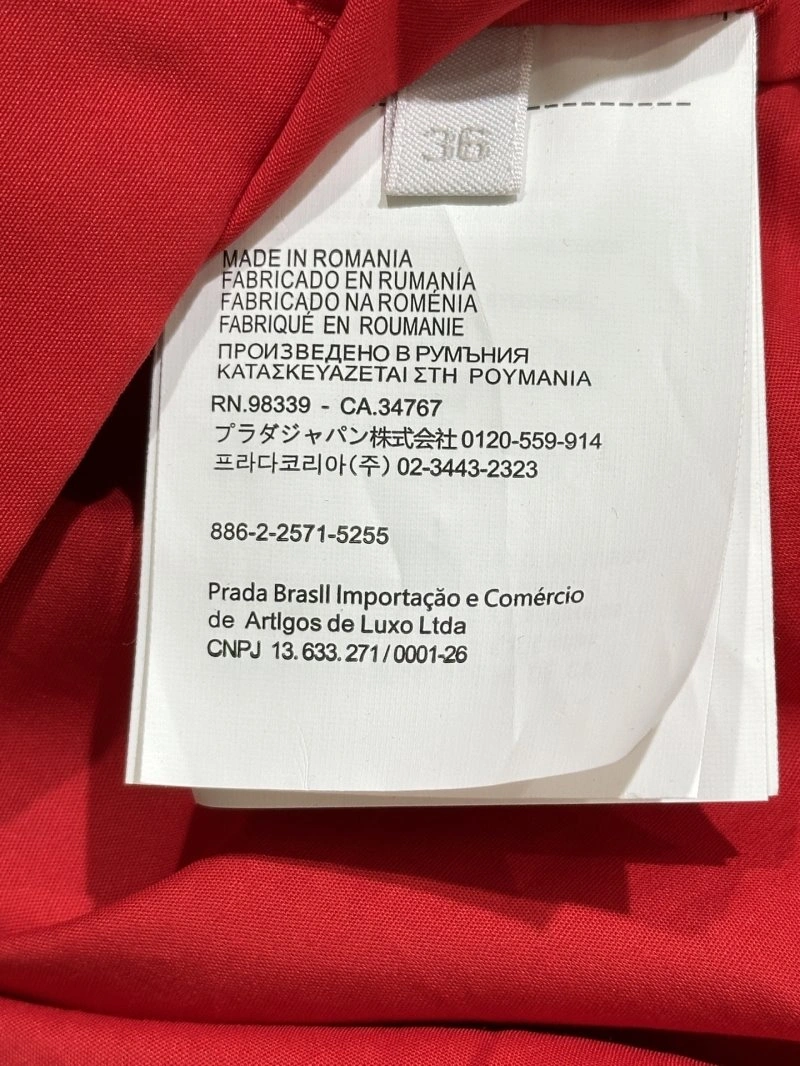 36
MADE IN ROMANIA
FABRICADO EN RUMANÍA
FABRICADO NA ROMÉNIA
FABRIQUÉ EN ROUMANIE
ПРОИЗВЕДЕНО В РУМЪНИЯ
ΚΑΤΑΣΚΕΥΑΖΕΤΑΙ ΣΤΗ ΡΟΥΜΑΝΙΑ
RN.98339 - CA.34767
プラダジャパン株式会社 0120-559-914
프라다코리아(주) 02-3443-2323
886-2-2571-5255
Prada Brasll Importação e Comércio
de Artlgos de Luxo Ltda
CNPJ 13.633.271/0001-26